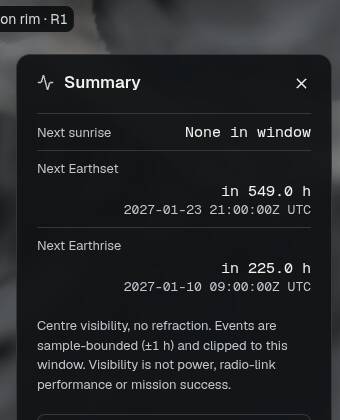 on rim · R1
Summary
Next sunrise None in window
Next Earthset
in 549.0 h
2027-01-23 21:00:00Z UTC
Next Earthrise
in 225.0 h
2027-01-10 09:00:00Z UTC
Centre visibility, no refraction. Events are
sample-bounded (±1 h) and clipped to this
window. Visibility is not power, radio-link
performance or mission success.